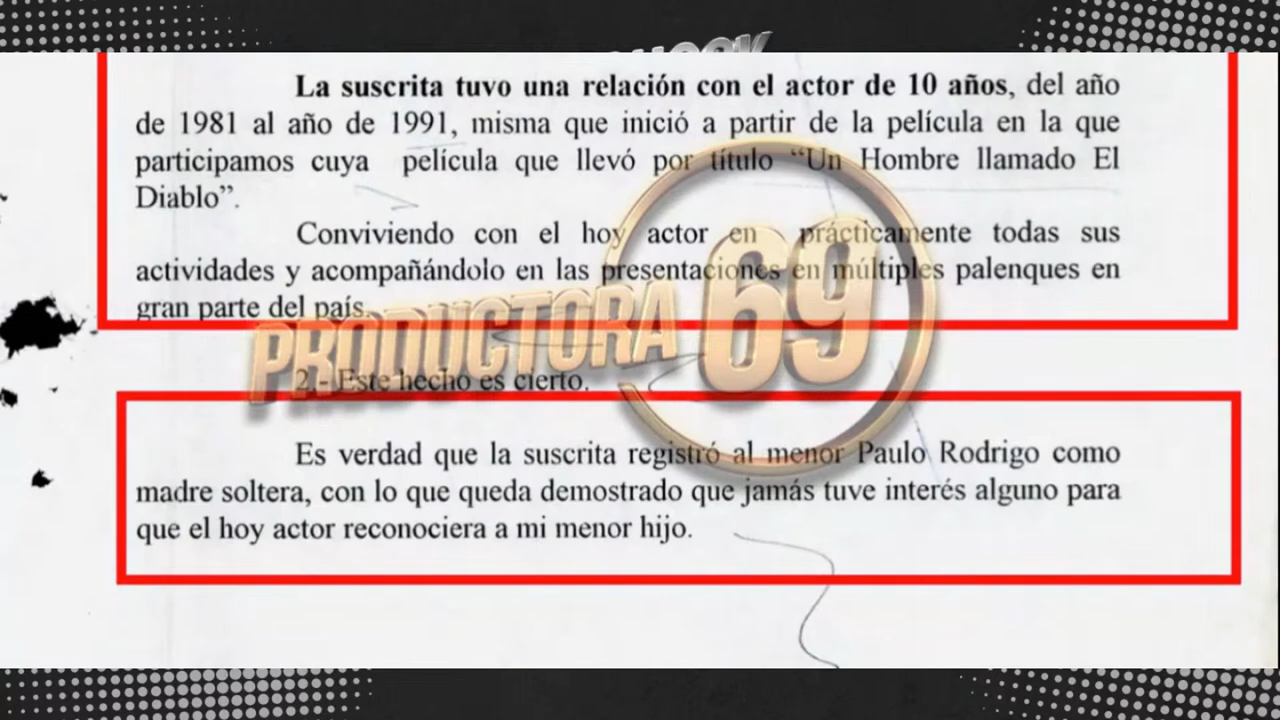 La suscrita tuvo una relación con el actor de 10 años, del año
de 1981 al año de 1991, misma que inició a partir de la película en la que
participamos cuya película que llevó por título “Un Hombre llamado El
Diablo”.
Conviviendo con el hoy actor en prácticamente todas sus
actividades y acompañándolo en las presentaciones en múltiples palenques en
gran parte del país.
PRODUCTORA 69
2.- Este hecho es cierto.
Es verdad que la suscrita registró al menor Paulo Rodrigo como
madre soltera, con lo que queda demostrado que jamás tuve interés alguno para
que el hoy actor reconociera a mi menor hijo.